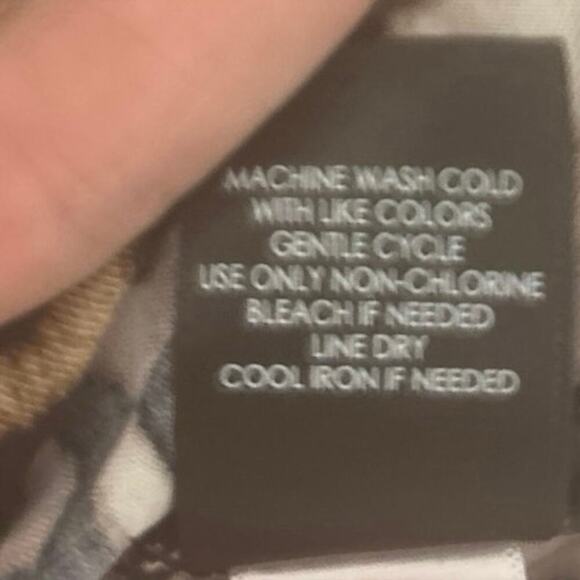 MACHINE WASH COLD
WITH LIKE COLORS
GENTLE CYCLE
USE ONLY NON-CHLORINE
BLEACH IF NEEDED
LINE DRY
COOL IRON IF NEEDED